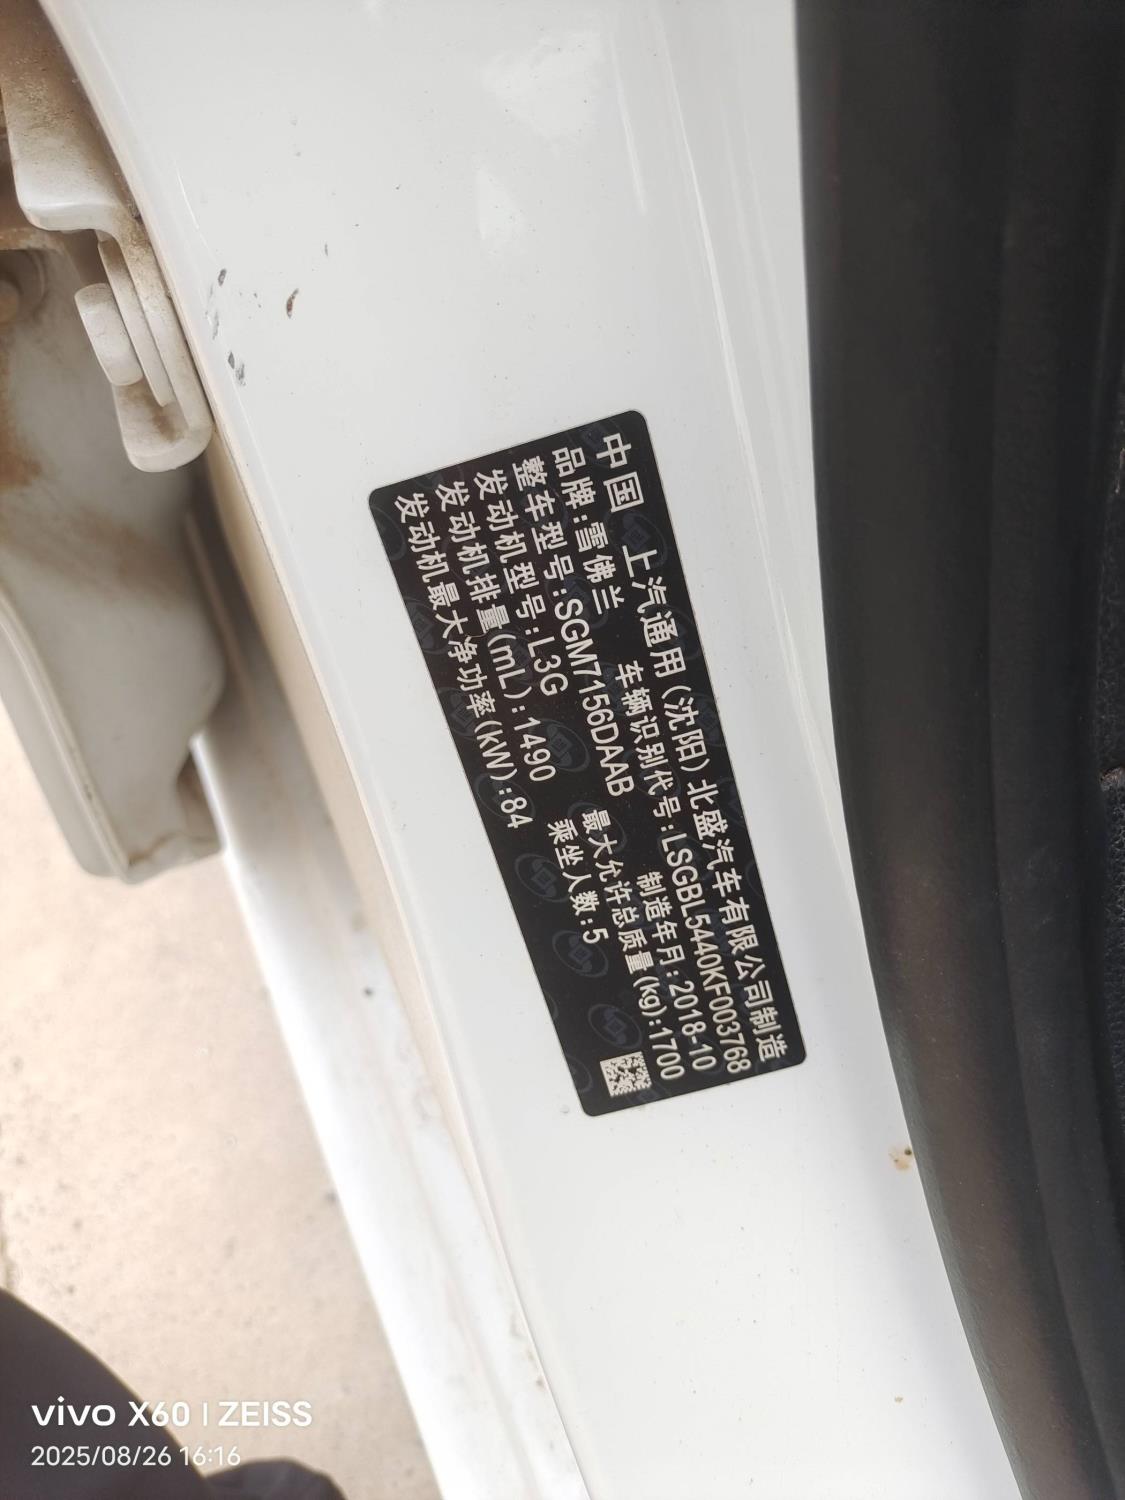 中国 上汽通用(沈阳)北盛汽车有限公司制造
品牌:雪佛兰 车辆识别代号:LSGBL5440KF003768
整车型号:SGM7156DAAB 制造年月:2018-10
发动机型号:L3G 最大允许总质量(kg):1700
发动机排量(mL):1490 乘坐人数:5
发动机最大净功率(kW):84
vivo X60 | ZEISS
2025/08/26 16:16